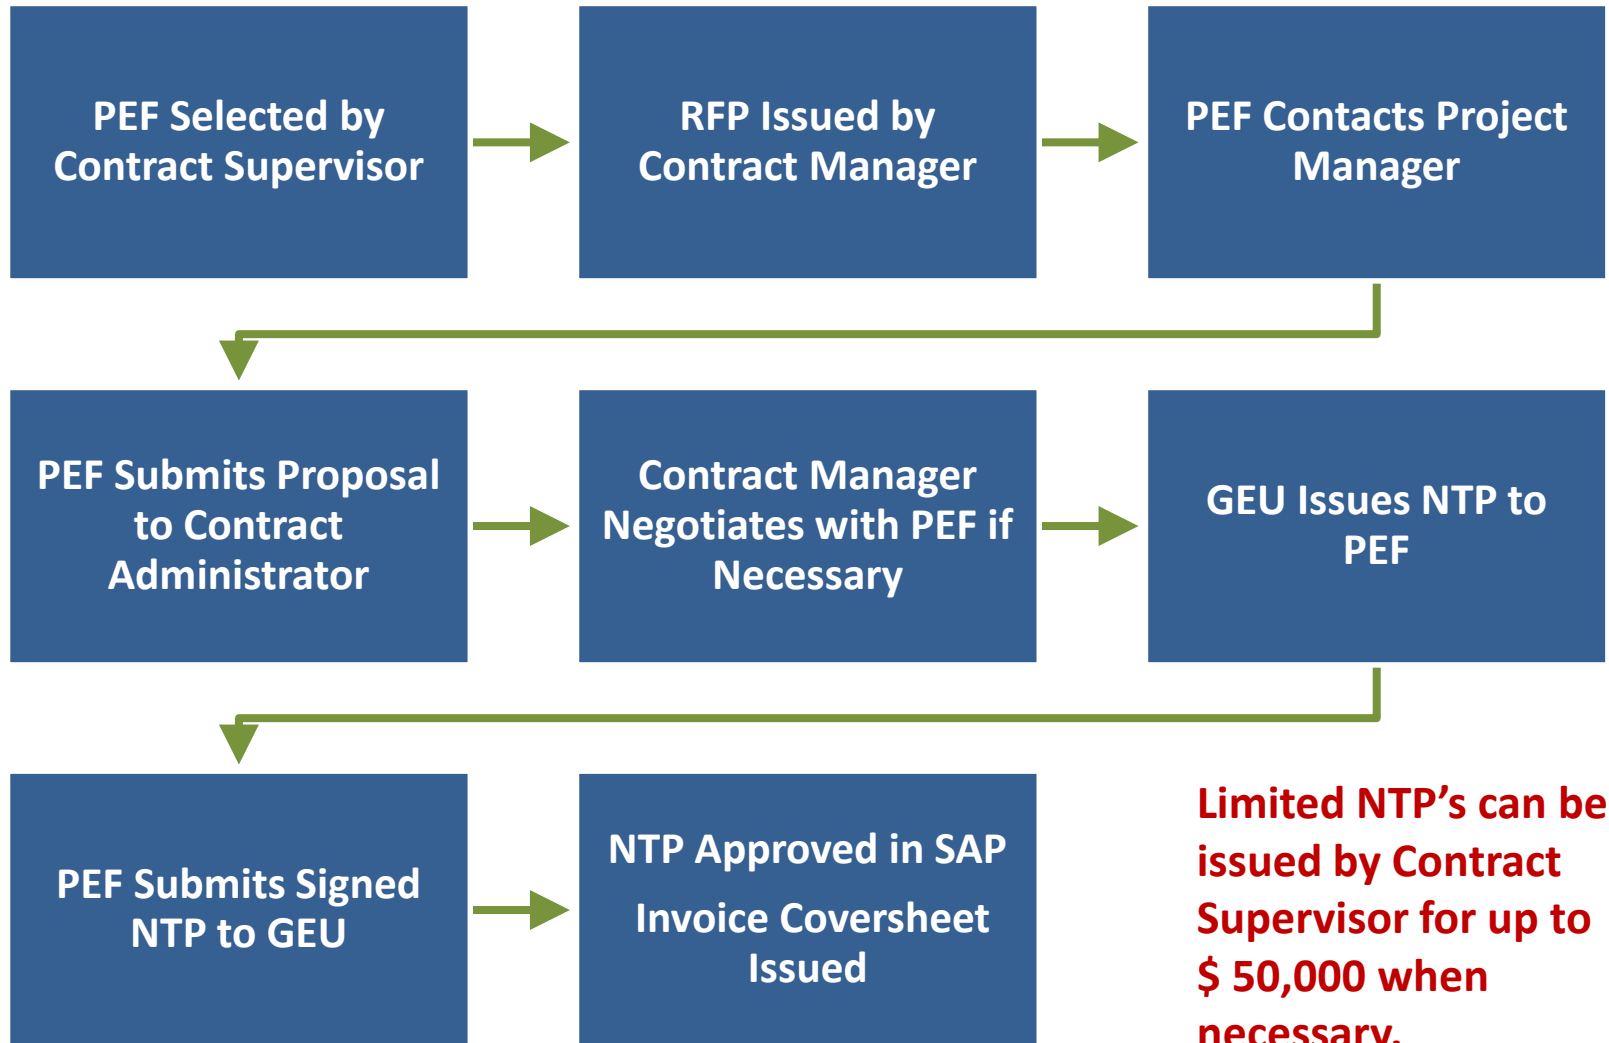 PEF Selected by
Contract Supervisor
RFP Issued by
Contract Manager
PEF Contacts Project
Manager
PEF Submits Proposal
to Contract
Administrator
Contract Manager
Negotiates with PEF if
Necessary
GEU Issues NTP to
PEF
PEF Submits Signed
NTP to GEU
NTP Approved in SAP
Invoice Coversheet
Issued
Limited NTP’s can be
issued by Contract
Supervisor for up to
$ 50,000 when
necessary.